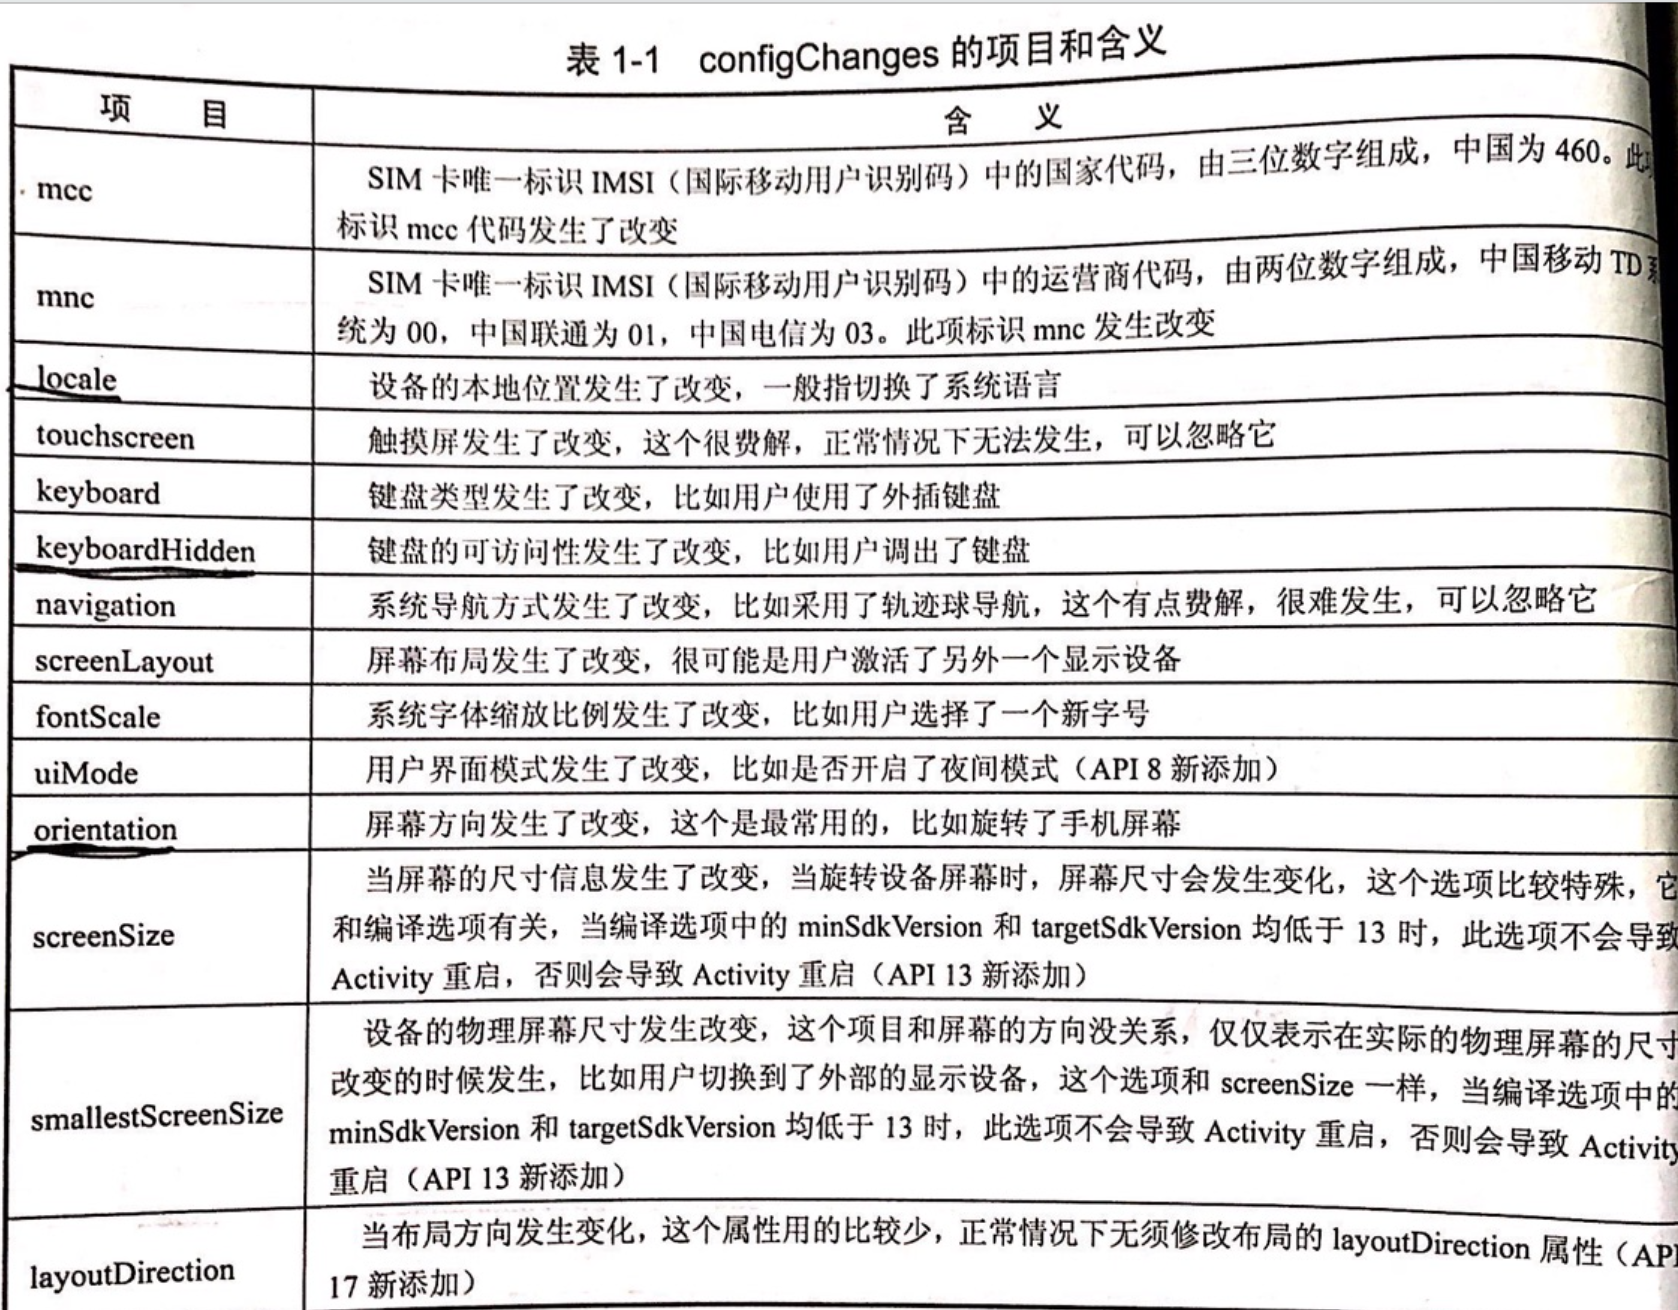 表 1-1 configChanges 的项目和含义
项 目
含 义
mcc
SIM 卡唯一标识 IMSI（国际移动用户识别码）中的国家代码，由三位数字组成，中国为 460。此项
标识 mcc 代码发生了改变
mnc
SIM 卡唯一标识 IMSI（国际移动用户识别码）中的运营商代码，由两位数字组成，中国移动 TD 系
统为 00，中国联通为 01，中国电信为 03。此项标识 mnc 发生改变
locale
设备的本地位置发生了改变，一般指切换了系统语言
touchscreen
触摸屏发生了改变，这个很费解，正常情况下无法发生，可以忽略它
keyboard
键盘类型发生了改变，比如用户使用了外插键盘
keyboardHidden
键盘的可访问性发生了改变，比如用户调出了键盘
navigation
系统导航方式发生了改变，比如采用了轨迹球导航，这个有点费解，很难发生，可以忽略它
screenLayout
屏幕布局发生了改变，很可能是用户激活了另外一个显示设备
fontScale
系统字体缩放比例发生了改变，比如用户选择了一个新字号
uiMode
用户界面模式发生了改变，比如是否开启了夜间模式（API 8 新添加）
orientation
屏幕方向发生了改变，这个是最常用的，比如旋转了手机屏幕
screenSize
当屏幕的尺寸信息发生了改变，当旋转设备屏幕时，屏幕尺寸会发生变化，这个选项比较特殊，它
和编译选项有关，当编译选项中的 minSdkVersion 和 targetSdkVersion 均低于 13 时，此选项不会导致
Activity 重启，否则会导致 Activity 重启（API 13 新添加）
smallestScreenSize
设备的物理屏幕尺寸发生改变，这个项目和屏幕的方向没关系，仅仅表示在实际的物理屏幕的尺寸
改变的时候发生，比如用户切换到了外部的显示设备，这个选项和 screenSize 一样，当编译选项中的
minSdkVersion 和 targetSdkVersion 均低于 13 时，此选项不会导致 Activity 重启，否则会导致 Activity
重启（API 13 新添加）
layoutDirection
当布局方向发生变化，这个属性用的比较少，正常情况下无须修改布局的 layoutDirection 属性（API
17 新添加）